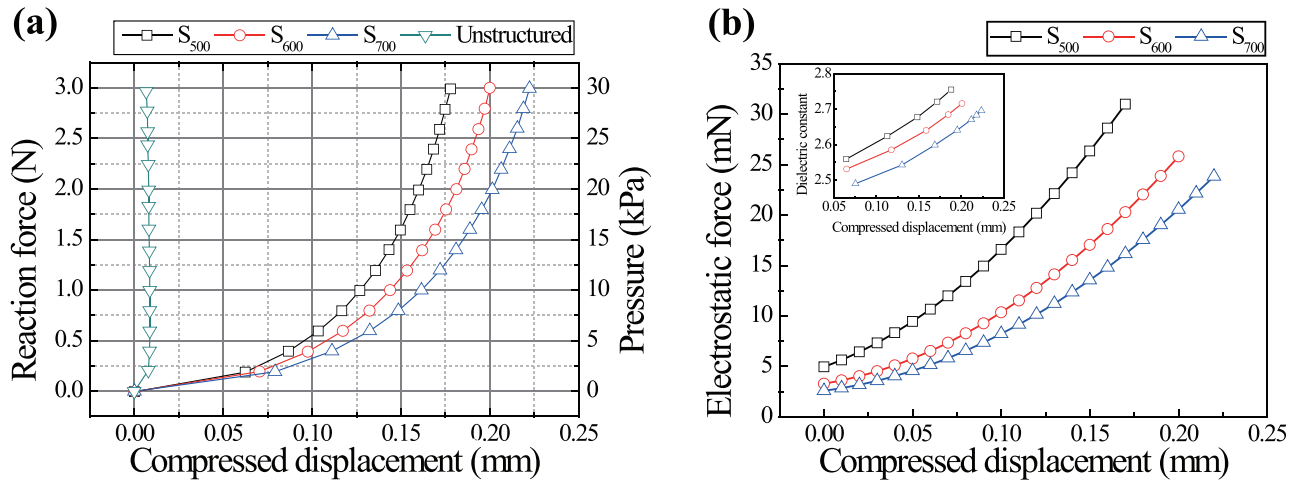 (a)
S500 S600 S700 Unstructured
Reaction force (N)
3.0
2.5
2.0
1.5
1.0
0.5
0.0
30
20
10
0
Pressure (kPa)
0.00 0.05 0.10 0.15 0.20 0.25
Compressed displacement (mm)
(b)
S500 S600 S700
Electrostatic force (mN)
35
30
25
20
15
10
5
0
Dielectric constant
2.8
2.7
2.6
2.5
0.05 0.10 0.15 0.20 0.25
Compressed displacement (mm)
0.00 0.05 0.10 0.15 0.20 0.25
Compressed displacement (mm)